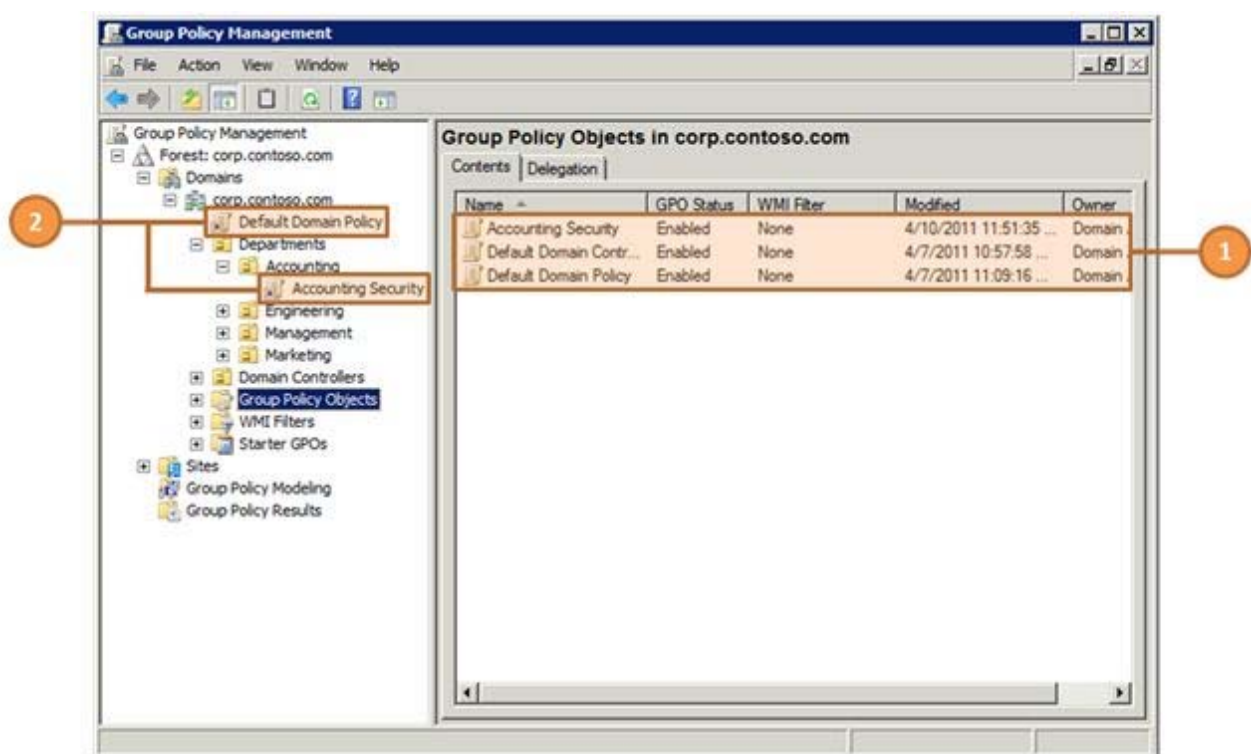 Group Policy Management
File Action View Window Help
Group Policy Management
Forest: corp.contoso.com
Domains
corp.contoso.com
Default Domain Policy
Departments
Accounting
Accounting Security
Engineering
Management
Marketing
Domain Controllers
Group Policy Objects
WMI Filters
Starter GPOs
Sites
Group Policy Modeling
Group Policy Results
2
Group Policy Objects in corp.contoso.com
Contents Delegation
Name GPO Status WMI Filter Modified Owner
Accounting Security Enabled None 4/10/2011 11:51:35 ... Domain
Default Domain Contr... Enabled None 4/7/2011 10:57:58 ... Domain
Default Domain Policy Enabled None 4/7/2011 11:09:16 ... Domain
1